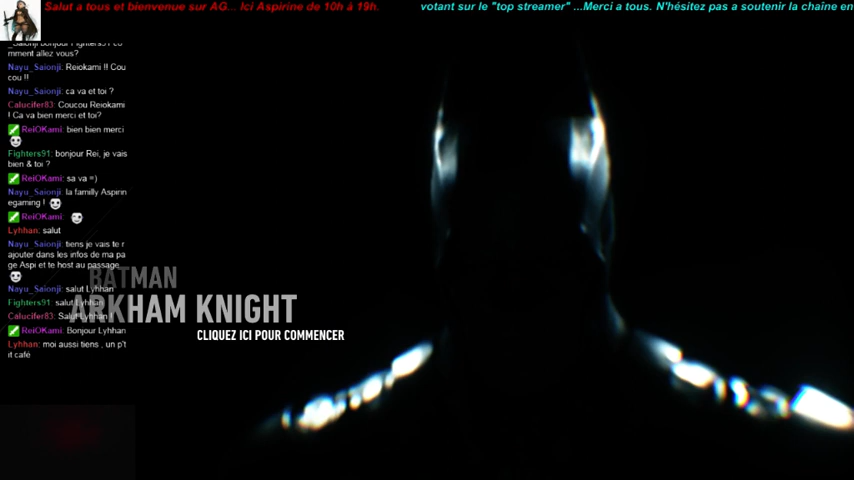 Salut a tous et bienvenue sur AG... Ici Aspirine de 10h à 19h.
votant sur le "top streamer" ...Merci a tous. N'hésitez pas a soutenir la chaîne en
mment allez vous?
Nayu_Saionji: Reiokami !! Cou
cou !!
Nayu_Saionji: ca va et toi ?
Calucifer83: Coucou Reiokami
! Ca va bien merci et toi?
ReiOKami: bien bien merci
Fighters91: bonjour Rei, je vais
bien & toi ?
ReiOKami: sa va =)
Nayu_Saionji: la familly Aspirin
egaming !
ReiOKami:
Lyhhan: salut
Nayu_Saionji: tiens je vais te r
ajouter dans les infos de ma pa
ge Aspi et te host au passage
Nayu_Saionji: salut Lyhhan
Fighters91: salut Lyhhan
Calucifer83: Salut Lyhhan !
ReiOKami: Bonjour Lyhhan
Lyhhan: moi aussi tiens , un p't
it café
BATMAN
ARKHAM KNIGHT
CLIQUEZ ICI POUR COMMENCER